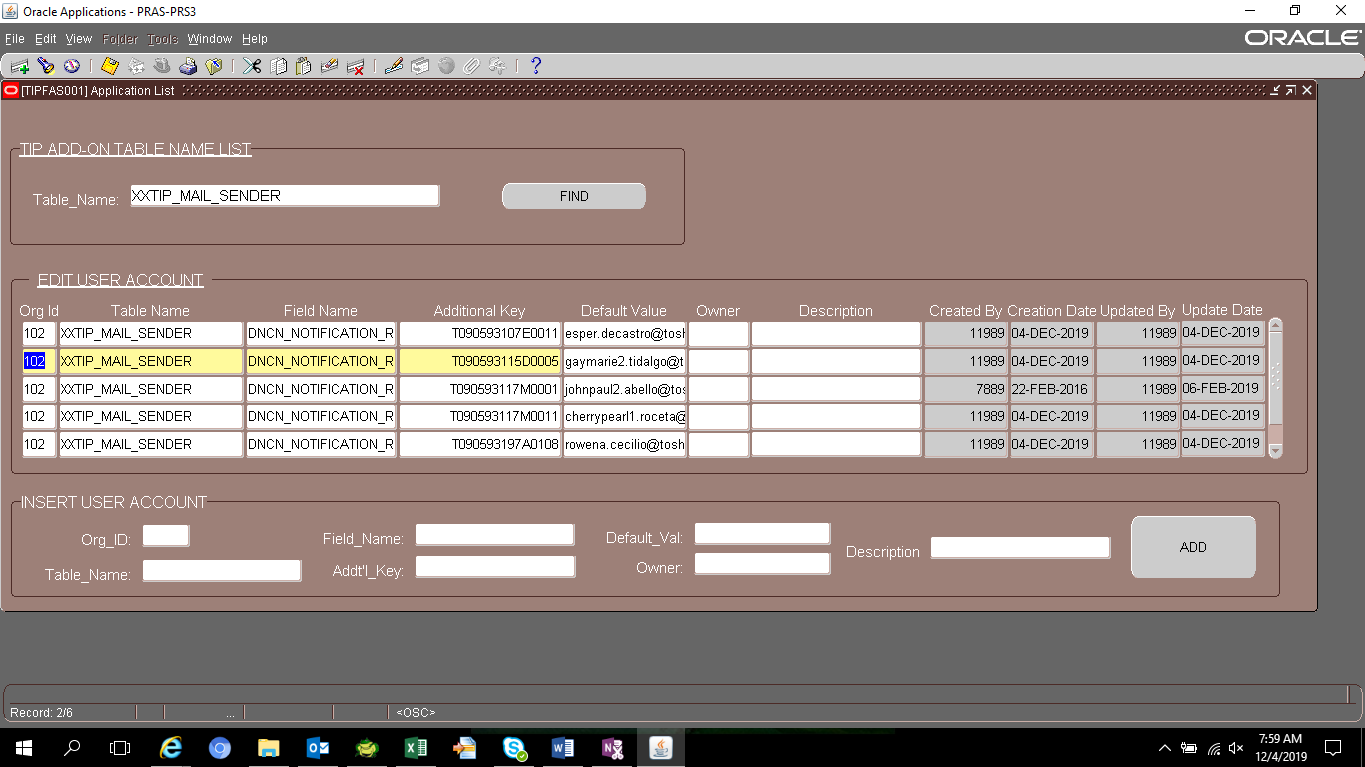 Oracle Applications - PRAS-PRS3
File Edit View Folder Tools Window Help
ORACLE
[TIPFAS001] Application List
TIP ADD-ON TABLE NAME LIST
Table_Name: XXTIP_MAIL_SENDER FIND
EDIT USER ACCOUNT
Org Id Table Name Field Name Additional Key Default Value Owner Description Created By Creation Date Updated By Update Date
102 XXTIP_MAIL_SENDER DNCN_NOTIFICATION_R T090593107E0011 esper.decastro@tosh 11989 04-DEC-2019 11989 04-DEC-2019
102 XXTIP_MAIL_SENDER DNCN_NOTIFICATION_R T090593115D0005 gaymarie2.tidalgo@t 11989 04-DEC-2019 11989 04-DEC-2019
102 XXTIP_MAIL_SENDER DNCN_NOTIFICATION_R T090593117M0001 johnpaul2.abello@tos 7889 22-FEB-2016 11989 06-FEB-2019
102 XXTIP_MAIL_SENDER DNCN_NOTIFICATION_R T090593117M0011 cherrypearl1.roceta@ 11989 04-DEC-2019 11989 04-DEC-2019
102 XXTIP_MAIL_SENDER DNCN_NOTIFICATION_R T090593197A0108 rowena.cecilio@tosh 11989 04-DEC-2019 11989 04-DEC-2019
INSERT USER ACCOUNT
Org_ID: Field_Name: Default_Val: Description ADD
Table_Name: Addt'l_Key: Owner:
Record: 2/6 ... <OSC>
7:59 AM
12/4/2019